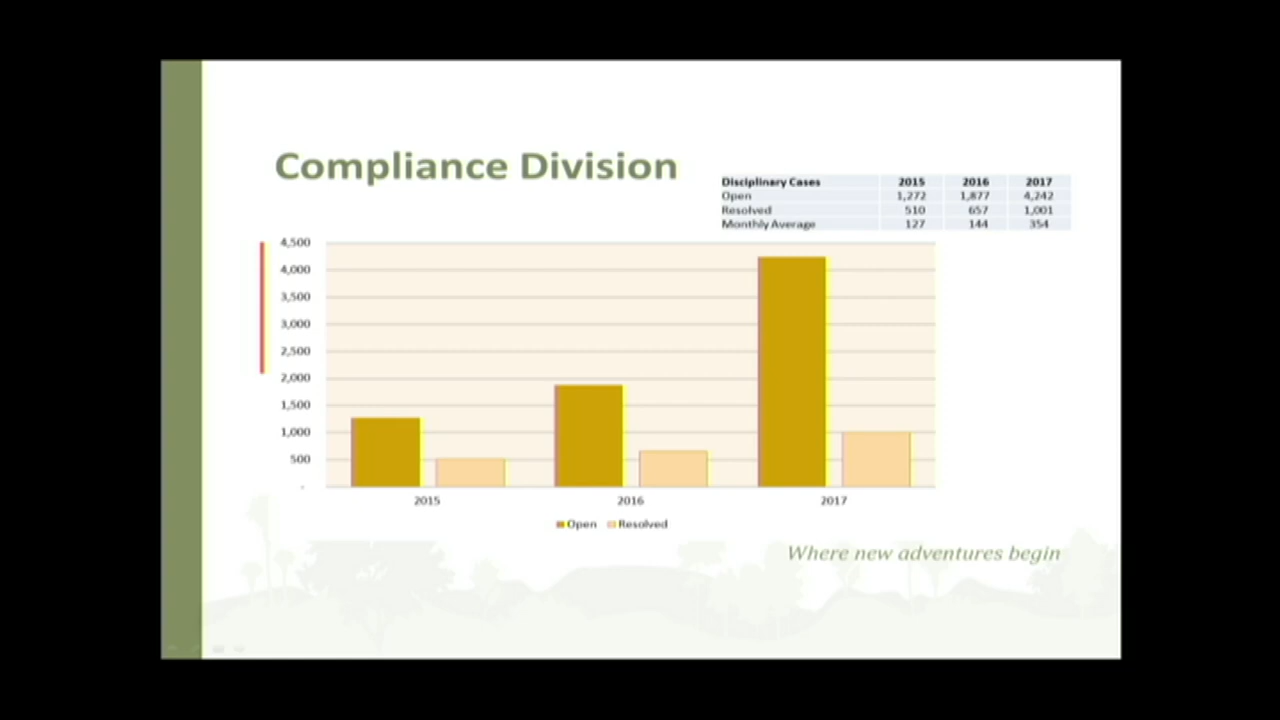 Compliance Division
Disciplinary Cases 2015 2016 2017
Open 1,272 1,877 4,242
Resolved 510 657 1,001
Monthly Average 127 144 354
4,500
4,000
3,500
3,000
2,500
2,000
1,500
1,000
500
-
2015 2016 2017
Open Resolved
Where new adventures begin